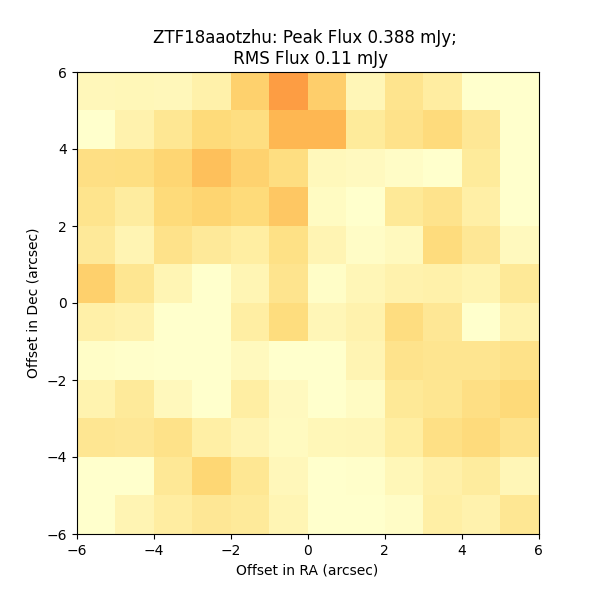 ZTF18aaotzhu: Peak Flux 0.388 mJy;
RMS Flux 0.11 mJy
6
4
2
0
−2
−4
−6
Offset in Dec (arcsec)
−6 −4 −2 0 2 4 6
Offset in RA (arcsec)